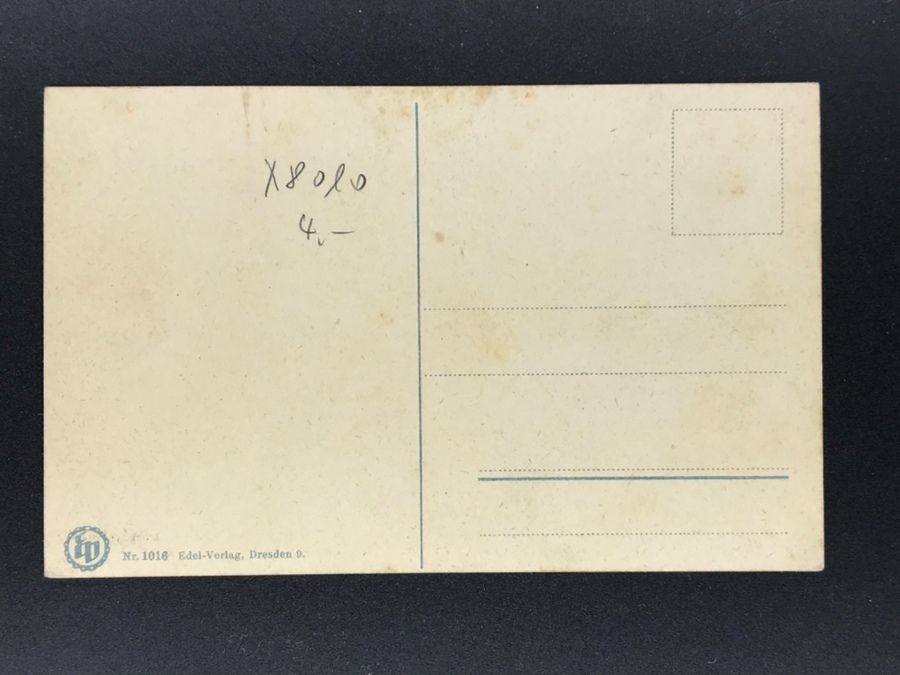 X8010
4,—
Nr. 1016 Edel-Verlag, Dresden 9.